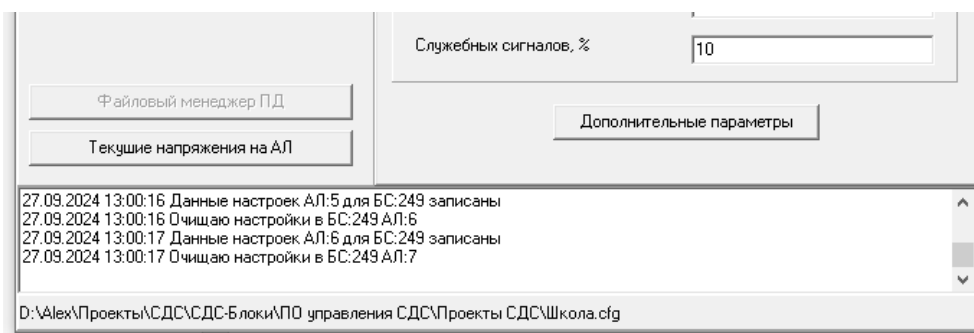 Служебных сигналов, %
10
Файловый менеджер ПД
Дополнительные параметры
Текушие напряжения на АЛ
27.09.2024 13:00:16 Данные настроек АЛ:5 для БС:249 записаны
27.09.2024 13:00:16 Очищаю настройки в БС:249 АЛ:6
27.09.2024 13:00:17 Данные настроек АЛ:6 для БС:249 записаны
27.09.2024 13:00:17 Очищаю настройки в БС:249 АЛ:7
D:\Alex\Проекты\СДС\СДС-Блоки\ПО управления СДС\Проекты СДС\Школа.cfg